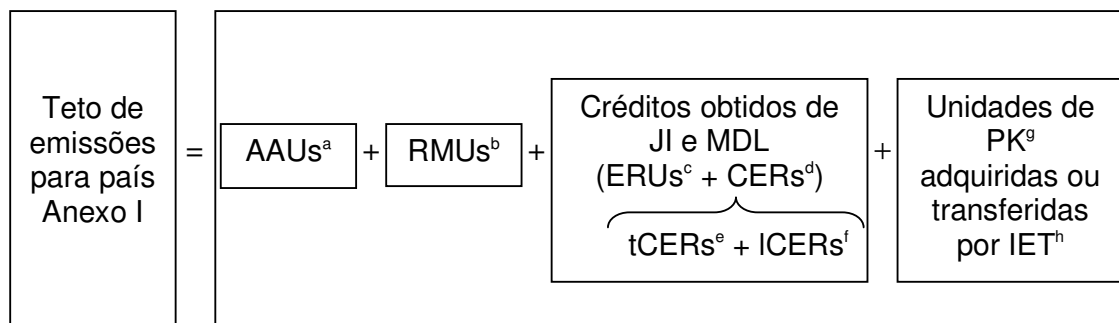 Teto de
emissões
para país
Anexo I
=
AAUsᵃ + RMUsᵇ +
Créditos obtidos de
JI e MDL
(ERUsᶜ + CERsᵈ)
tCERsᵉ + lCERsᶠ
+
Unidades de
PKᵍ
adquiridas ou
transferidas
por IETʰ